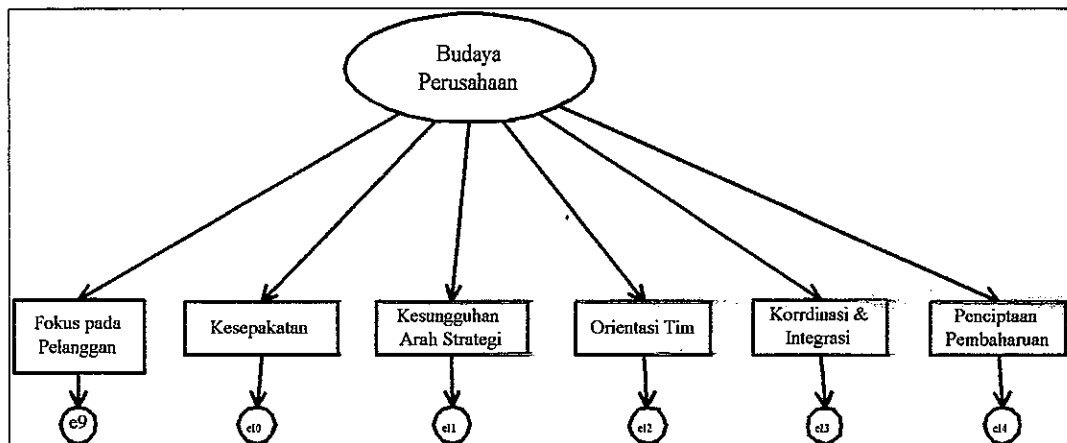 Budaya
Perusahaan
Fokus pada
Pelanggan
Kesepakatan
Kesungguhan
Arah Strategi
Orientasi Tim
Korrdinasi &
Integrasi
Penciptaan
Pembaharuan
e9
e10
e11
e12
e13
e14